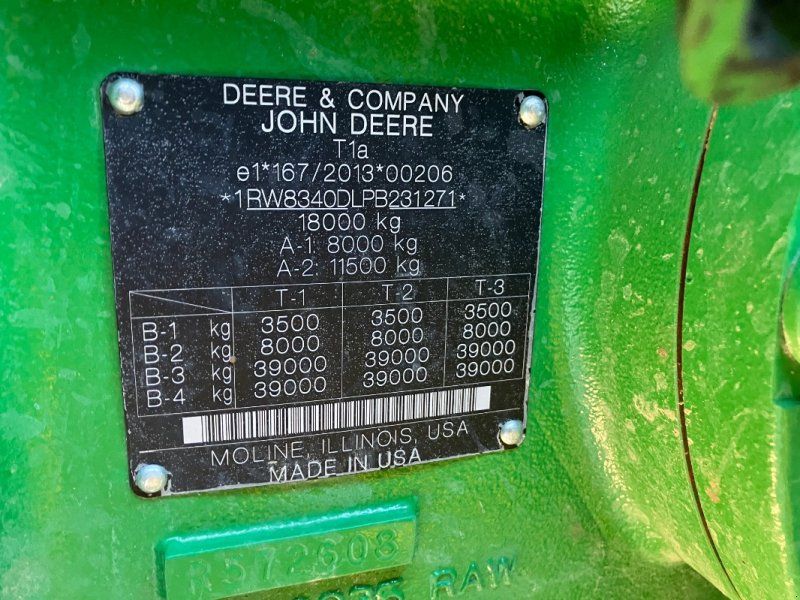 DEERE & COMPANY
JOHN DEERE
T1a
e1*167/2013*00206
*1RW8340DLPB231271*
18000 kg
A-1: 8000 kg
A-2: 11500 kg
T-1 T-2 T-3
B-1 kg 3500 3500 3500
B-2 kg 8000 8000 8000
B-3 kg 39000 39000 39000
B-4 kg 39000 39000 39000
MOLINE, ILLINOIS, USA
MADE IN USA
R572608
RAW